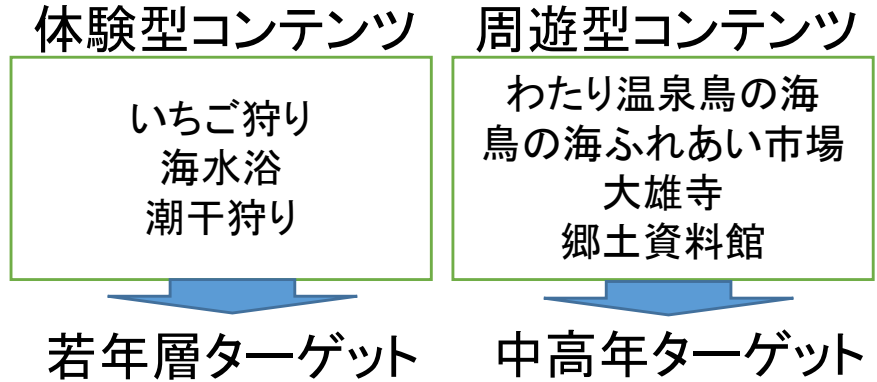 体験型コンテンツ
いちご狩り
海水浴
潮干狩り
若年層ターゲット
周遊型コンテンツ
わたり温泉鳥の海
鳥の海ふれあい市場
大雄寺
郷土資料館
中高年ターゲット